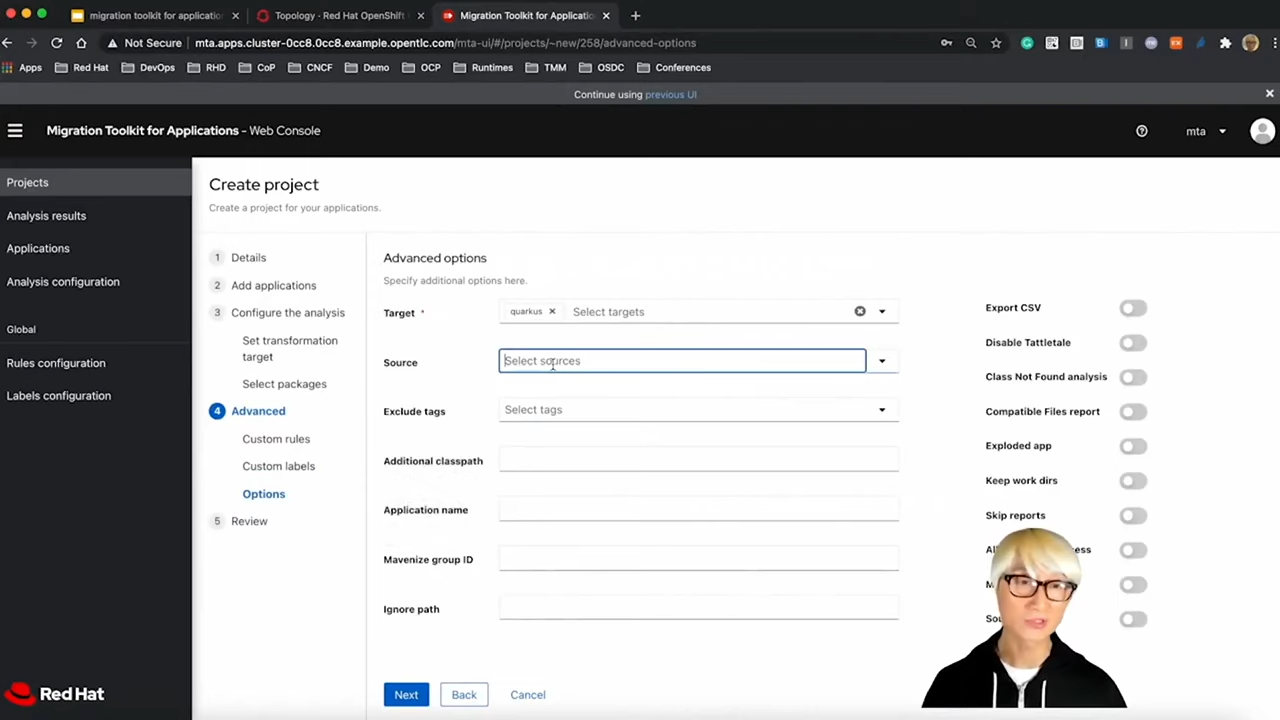 migration toolkit for applicatio
Topology · Red Hat OpenShift
Migration Toolkit for Applicatio
Not Secure
mta.apps.cluster-0cc8.0cc8.example.opentlc.com/mta-ui/#/projects/~new/258/advanced-options
Apps Red Hat DevOps RHD CoP CNCF Demo OCP Runtimes TMM OSDC Conferences
Continue using previous UI
Migration Toolkit for Applications - Web Console
mta
Projects
Analysis results
Applications
Analysis configuration
Global
Rules configuration
Labels configuration
Red Hat
Create project
Create a project for your applications.
1 Details
2 Add applications
3 Configure the analysis
Set transformation
target
Select packages
4 Advanced
Custom rules
Custom labels
Options
5 Review
Advanced options
Specify additional options here.
Target * quarkus Select targets
Source Select sources
Exclude tags Select tags
Additional classpath
Application name
Mavenize group ID
Ignore path
Export CSV
Disable Tattletale
Class Not Found analysis
Compatible Files report
Exploded app
Keep work dirs
Skip reports
Next Back Cancel